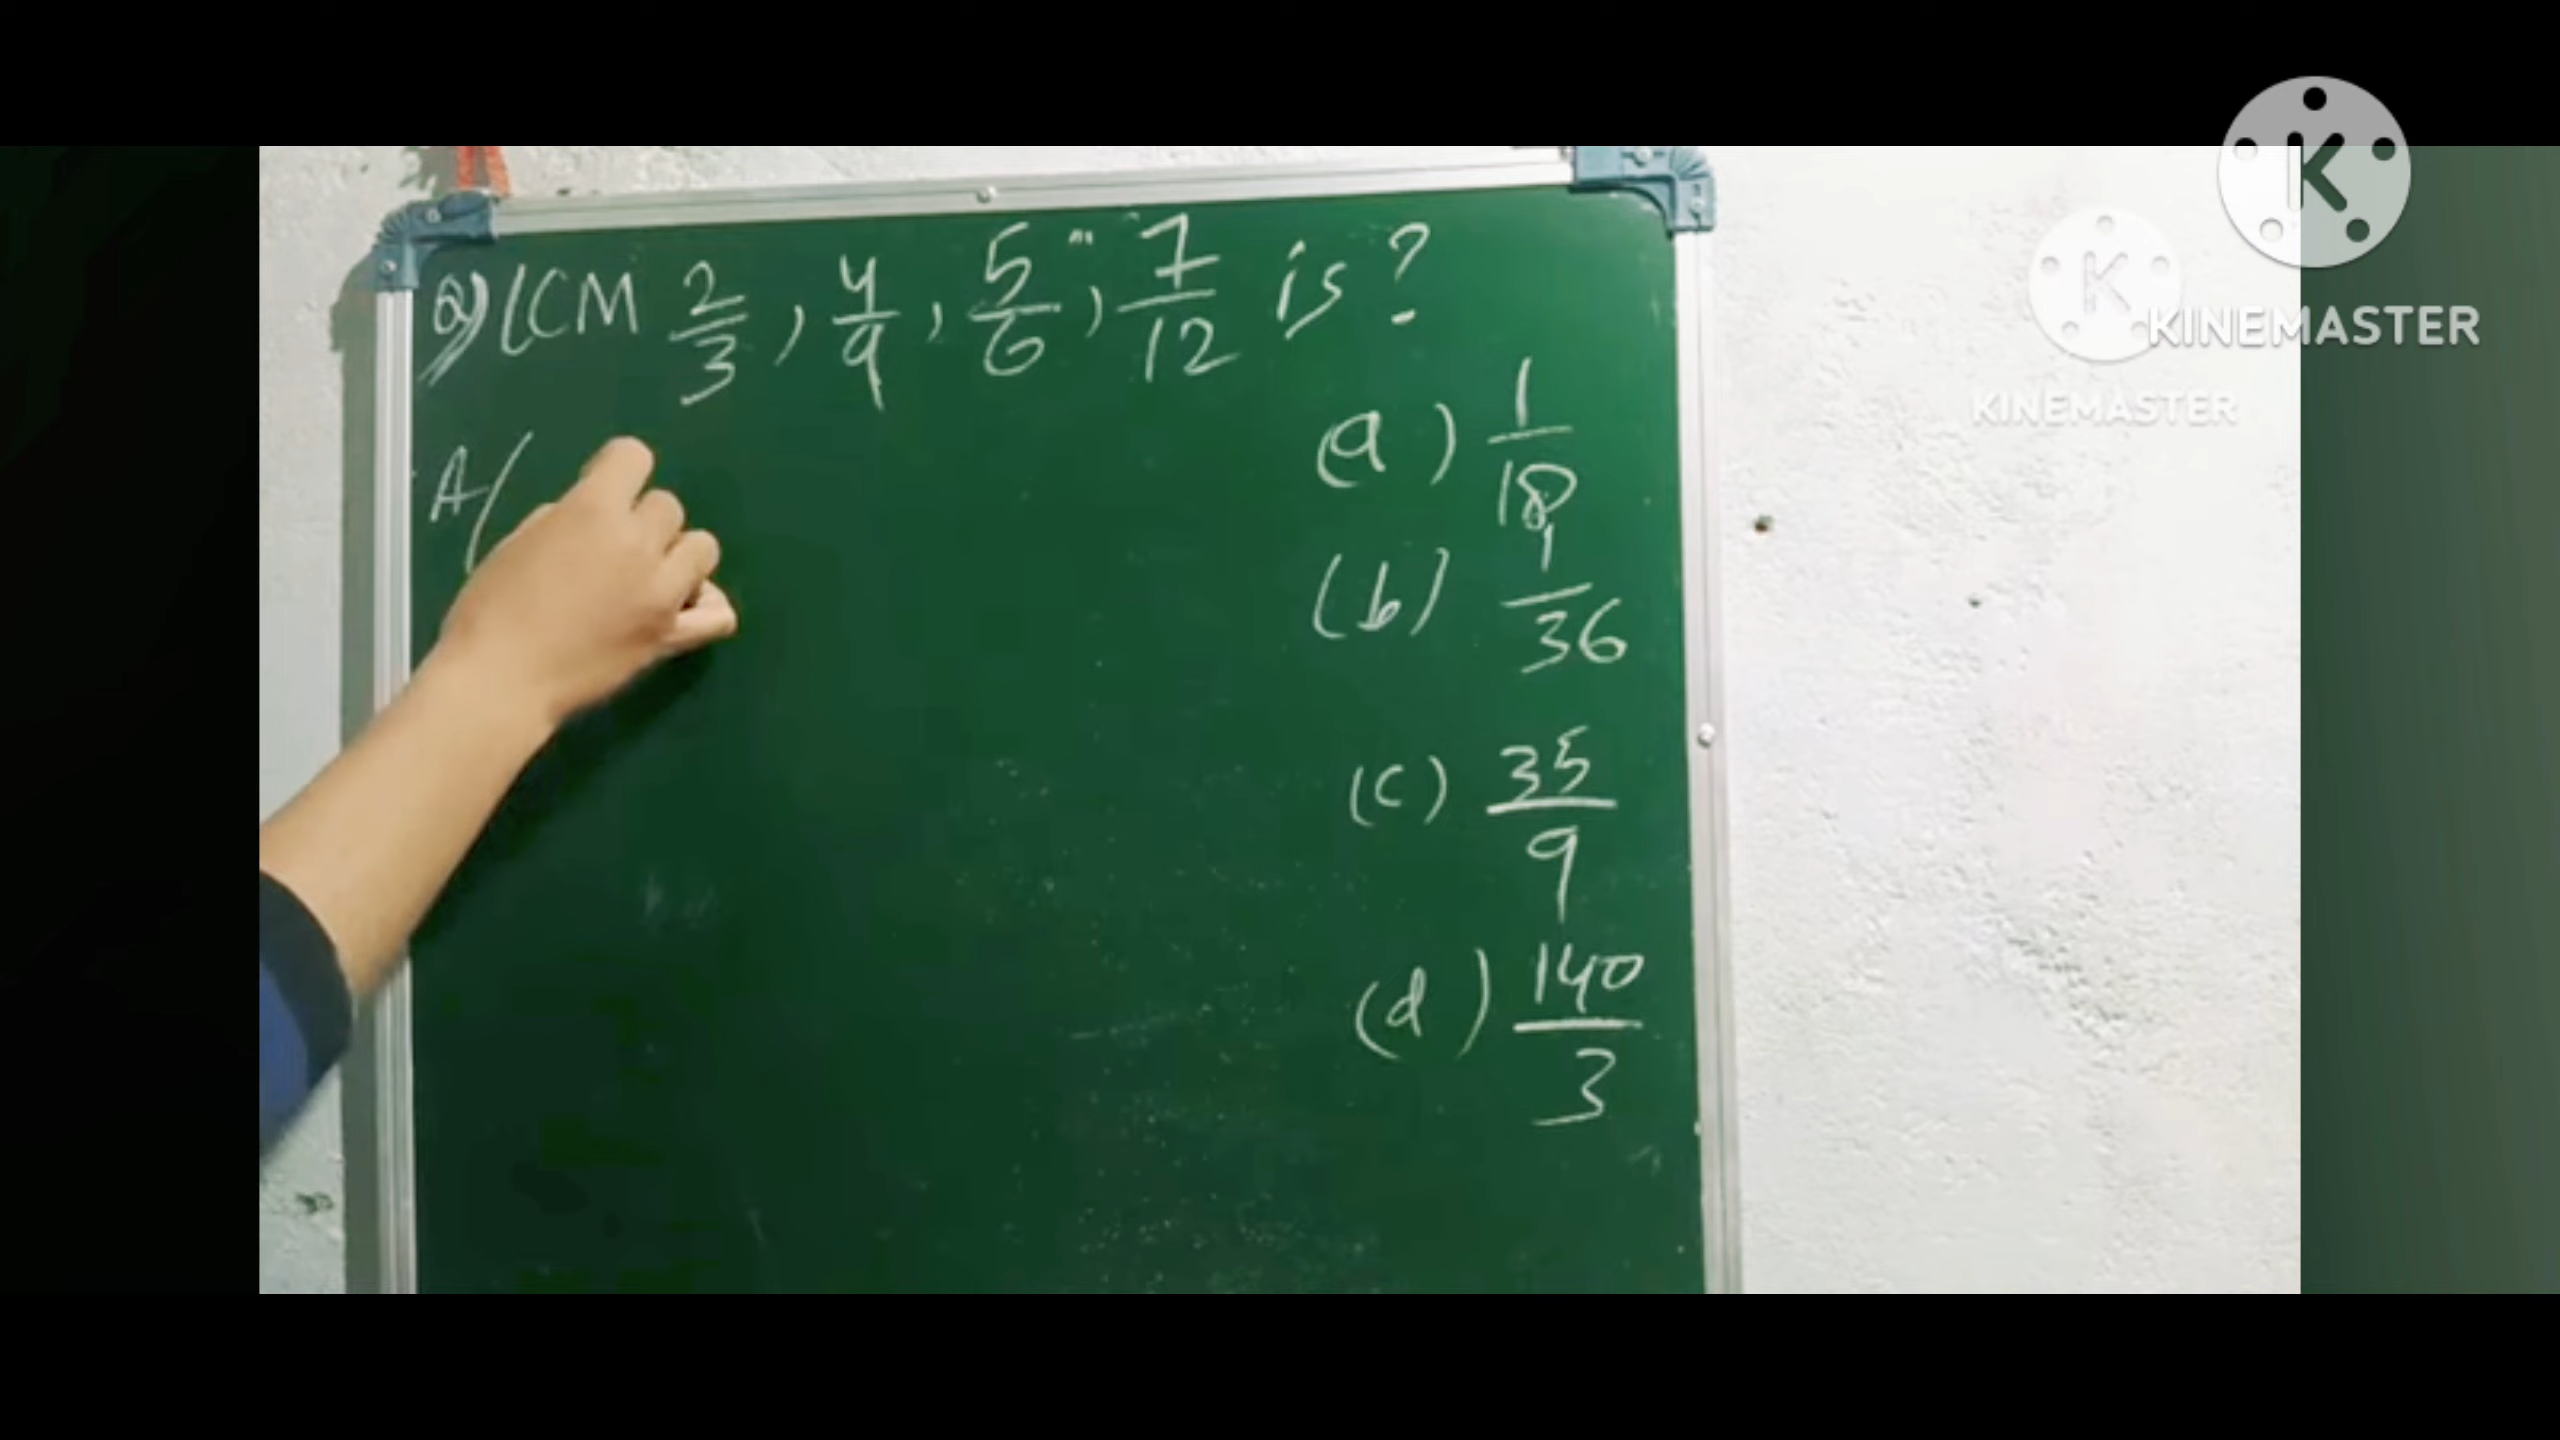 Q) LCM 2/3, 4/9, 5/6, 7/12 is?
A/
(a) 1/18
(b) 1/36
(c) 35/9
(d) 140/3
K
KINEMASTER
K
KINEMASTER